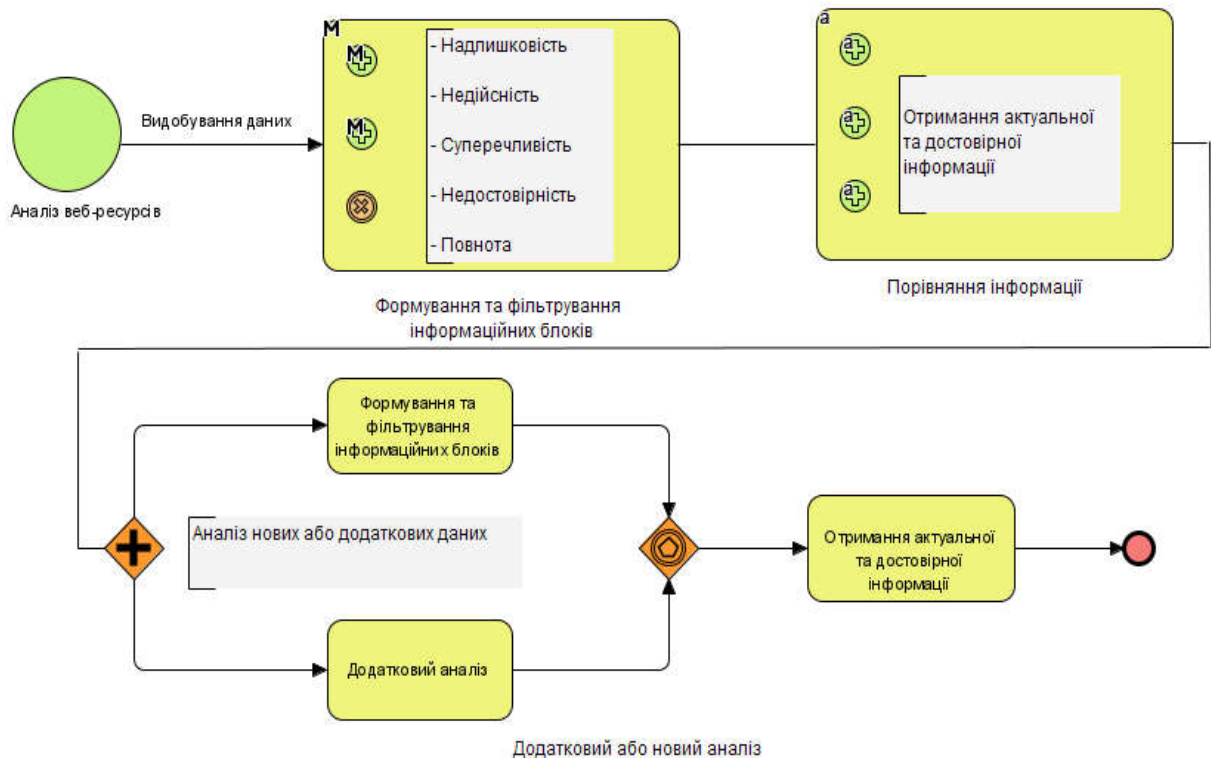 M
M
M
- Надлишковість
- Недійсність
- Суперечливість
- Недостовірність
- Повнота
a
a
a
a
Отримання актуальної
та достовірної
інформації
Видобування даних
Аналіз веб-ресурсів
Формування та фільтрування
інформаційних блоків
Порівняння інформації
Формування та
фільтрування
інформаційних блоків
Аналіз нових або додаткових даних
Отримання актуальної
та достовірної
інформації
Додатковий аналіз
Додатковий або новий аналіз